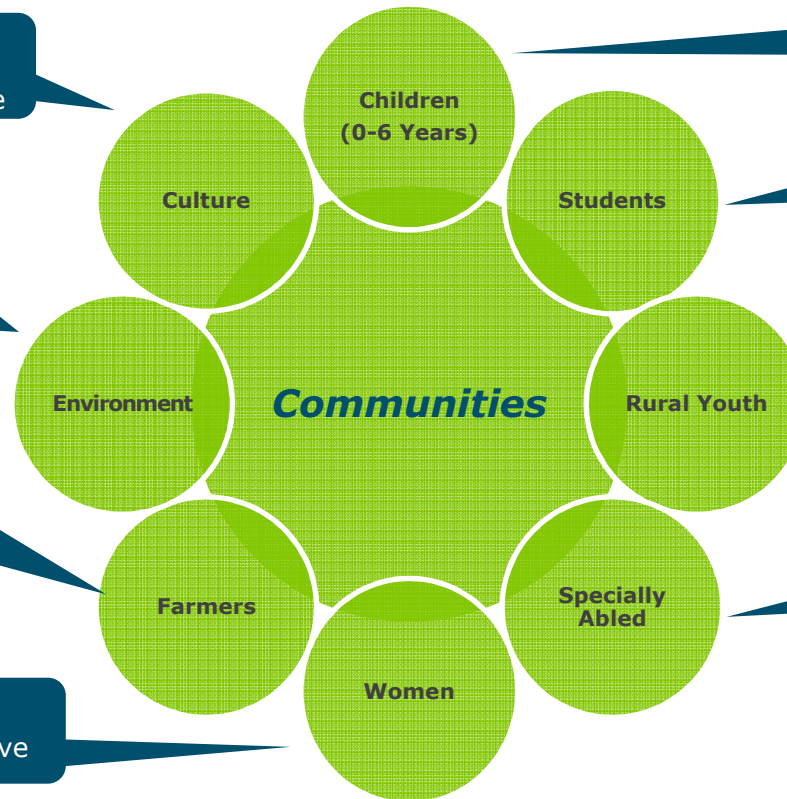 Children
(0-6 Years)
Culture
Students
Environment
Communities
Rural Youth
Farmers
Specially
Abled
Women